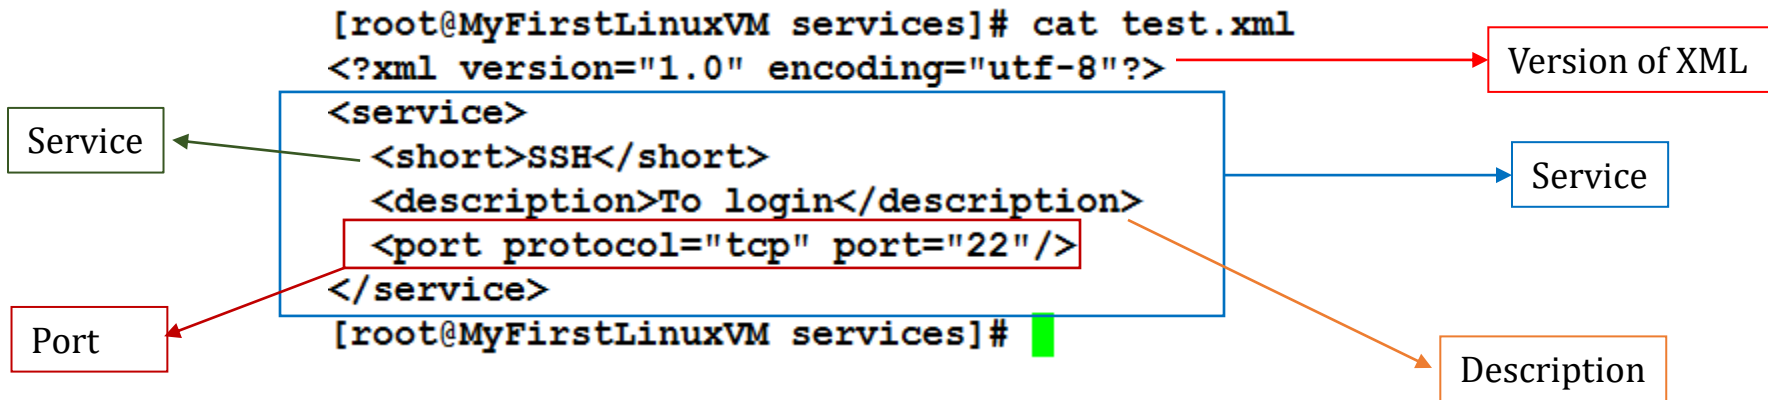 [root@MyFirstLinuxVM services]# cat test.xml
<?xml version="1.0" encoding="utf-8"?>
Version of XML
<service>
Service
<short>SSH</short>
Service
<description>To login</description>
<port protocol="tcp" port="22"/>
</service>
Port
[root@MyFirstLinuxVM services]#
Description